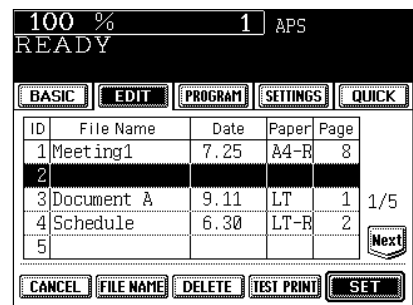 100 % 1 APS
READY
BASIC EDIT PROGRAM SETTINGS QUICK
ID File Name Date Paper Page
1 Meeting1 7.25 A4-R 8
2
3 Document A 9.11 LT 1 1/5
4 Schedule 6.30 LT-R 2
5 Next
CANCEL FILE NAME DELETE TEST PRINT SET